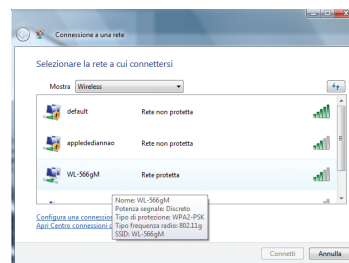 Connessione a una rete
Selezionare la rete a cui connettersi
Mostra Wireless
default Rete non protetta
appledediannao Rete non protetta
WL-566gM Rete protetta
Nome: WL-566gM
Potenza segnale: Discreto
Tipo di protezione: WPA2-PSK
Tipo frequenza radio: 802.11g
SSID: WL-566gM
Configura una connession
Apri Centro connessioni
Connetti Annulla